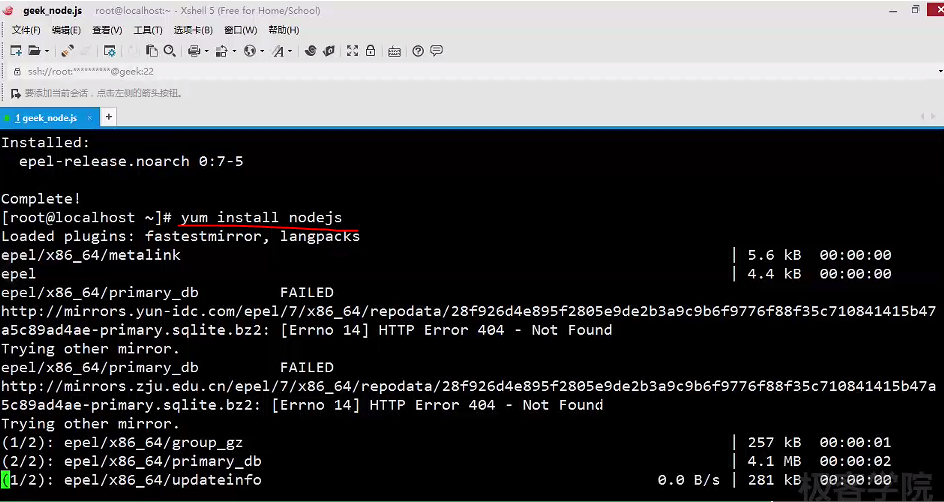 geek_node.js root@localhost:~ - Xshell 5 (Free for Home/School)
文件(F) 编辑(E) 查看(V) 工具(T) 选项卡(B) 窗口(W) 帮助(H)
ssh://root:**********@geek:22
要添加当前会话，点击左侧的箭头按钮。
1 geek_node.js × +
Installed:
epel-release.noarch 0:7-5
Complete!
[root@localhost ~]# yum install nodejs
Loaded plugins: fastestmirror, langpacks
epel/x86_64/metalink | 5.6 kB 00:00:00
epel | 4.4 kB 00:00:00
epel/x86_64/primary_db FAILED
http://mirrors.yun-idc.com/epel/7/x86_64/repodata/28f926d4e895f2805e9de2b3a9c9b6f9776f88f35c710841415b47
a5c89ad4ae-primary.sqlite.bz2: [Errno 14] HTTP Error 404 - Not Found
Trying other mirror.
epel/x86_64/primary_db FAILED
http://mirrors.zju.edu.cn/epel/7/x86_64/repodata/28f926d4e895f2805e9de2b3a9c9b6f9776f88f35c710841415b47a
5c89ad4ae-primary.sqlite.bz2: [Errno 14] HTTP Error 404 - Not Found
Trying other mirror.
(1/2): epel/x86_64/group_gz | 257 kB 00:00:01
(2/2): epel/x86_64/primary_db | 4.1 MB 00:00:02
(1/2): epel/x86_64/updateinfo 0.0 B/s | 281 kB 00:00:00
极客学院